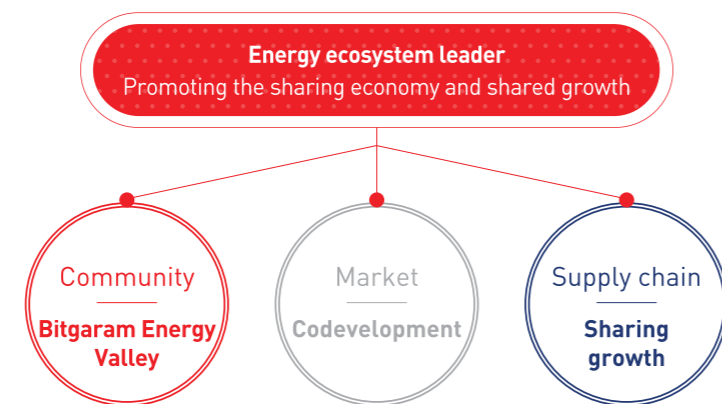 Energy ecosystem leader
Promoting the sharing economy and shared growth
Community
Bitgaram Energy
Valley
Market
Codevelopment
Supply chain
Sharing
growth